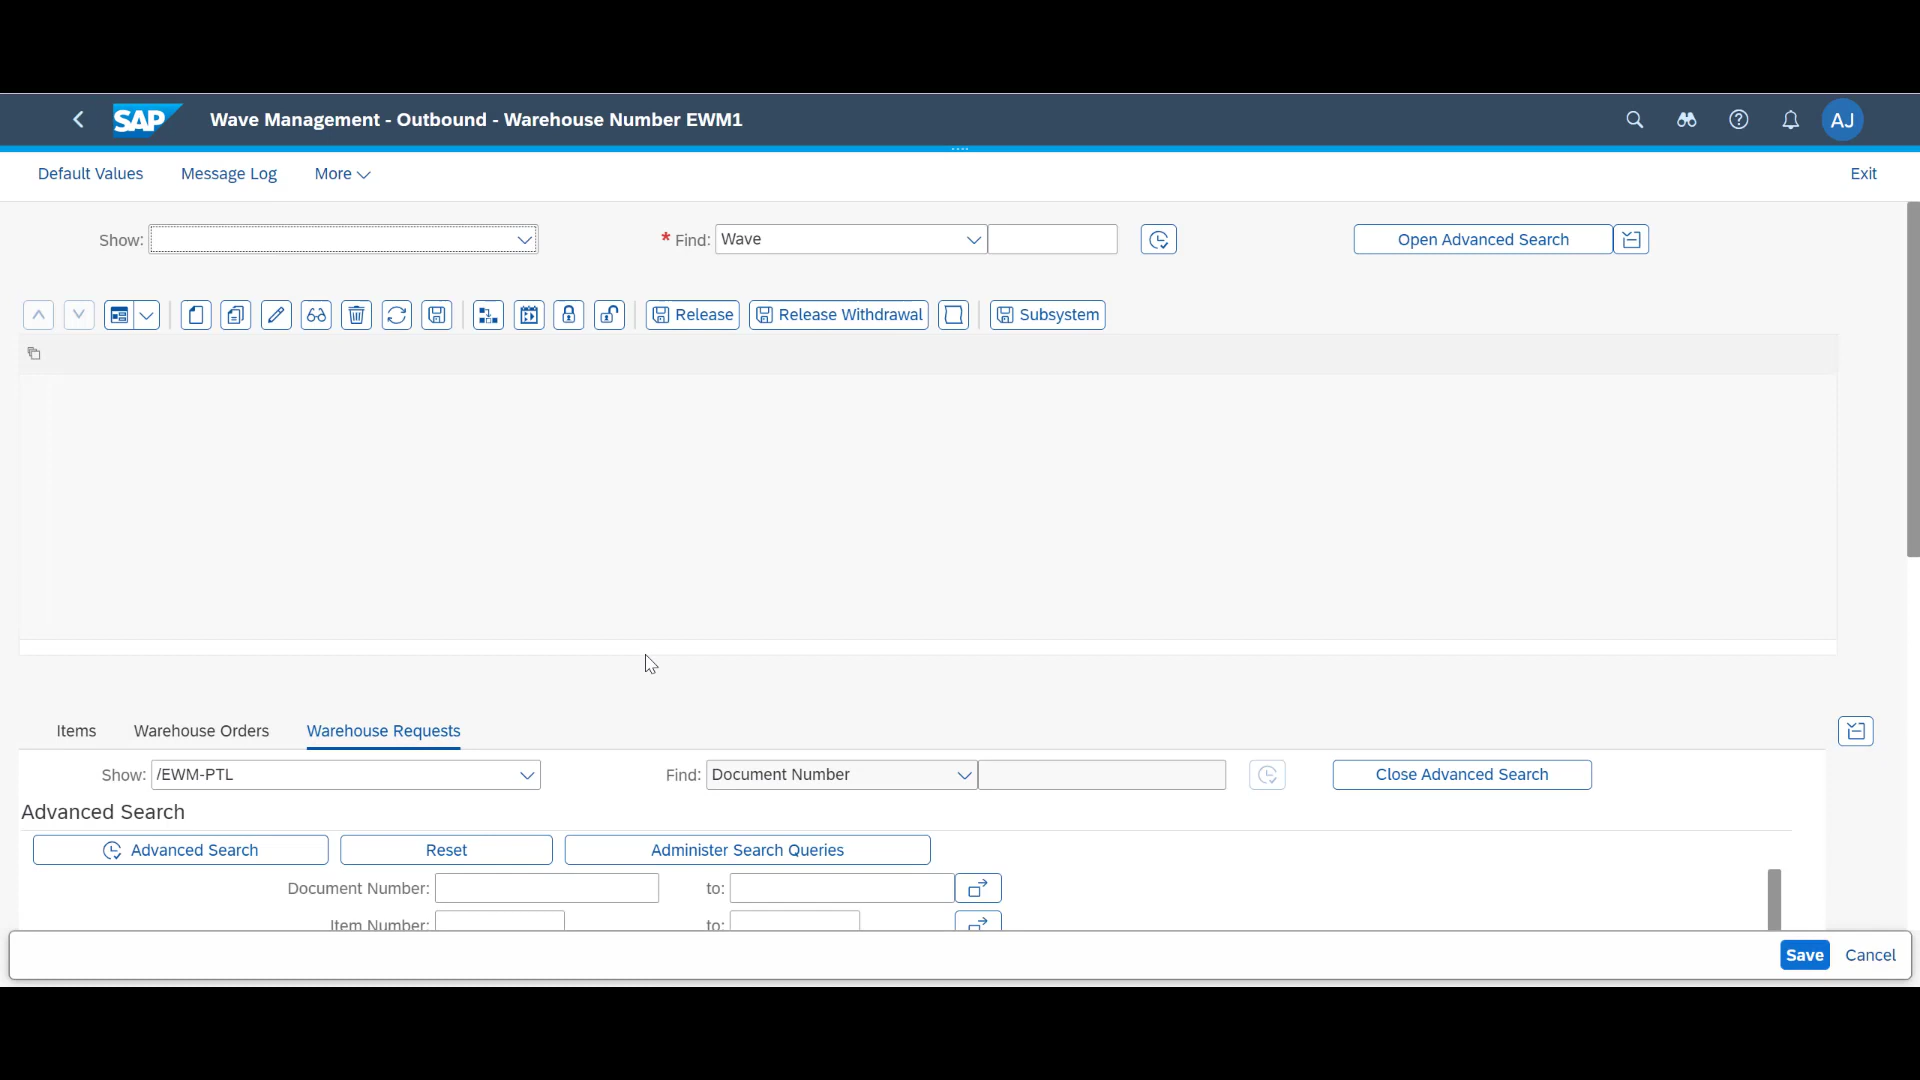 SAP Wave Management - Outbound - Warehouse Number EWM1 AJ
Default Values Message Log More Exit
Show: * Find: Wave Open Advanced Search
Release Release Withdrawal Subsystem
Items Warehouse Orders Warehouse Requests
Show: /EWM-PTL Find: Document Number Close Advanced Search
Advanced Search
Advanced Search Reset Administer Search Queries
Document Number: to:
Item Number: to:
Save Cancel